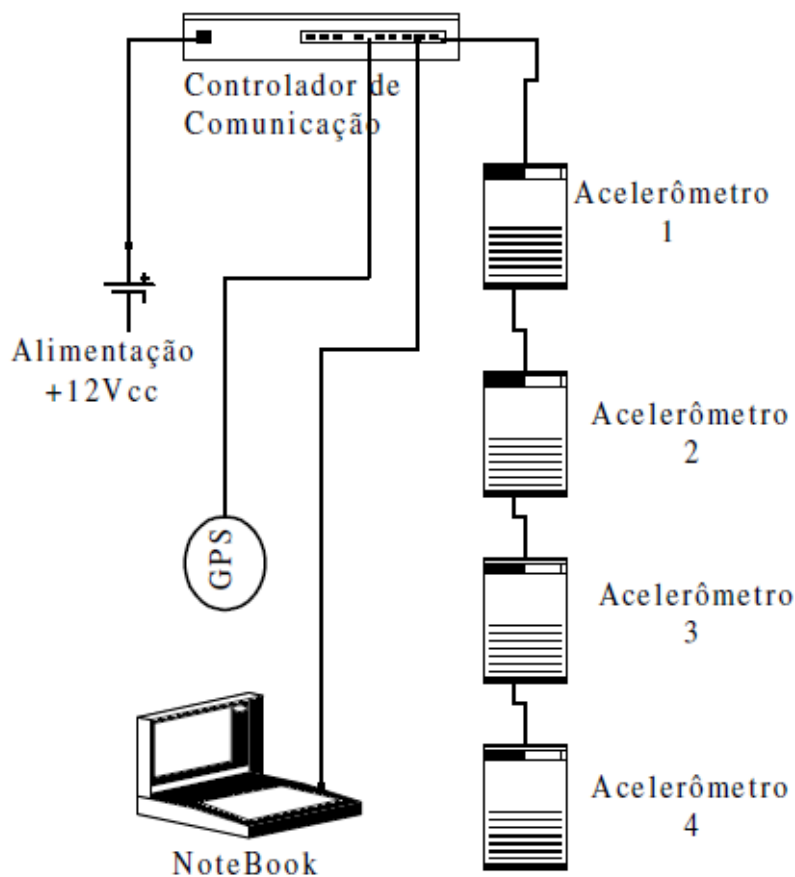 Controlador de
Comunicação
Acelerômetro
1
Alimentação
+12Vcc
Acelerômetro
2
GPS
Acelerômetro
3
Acelerômetro
4
NoteBook